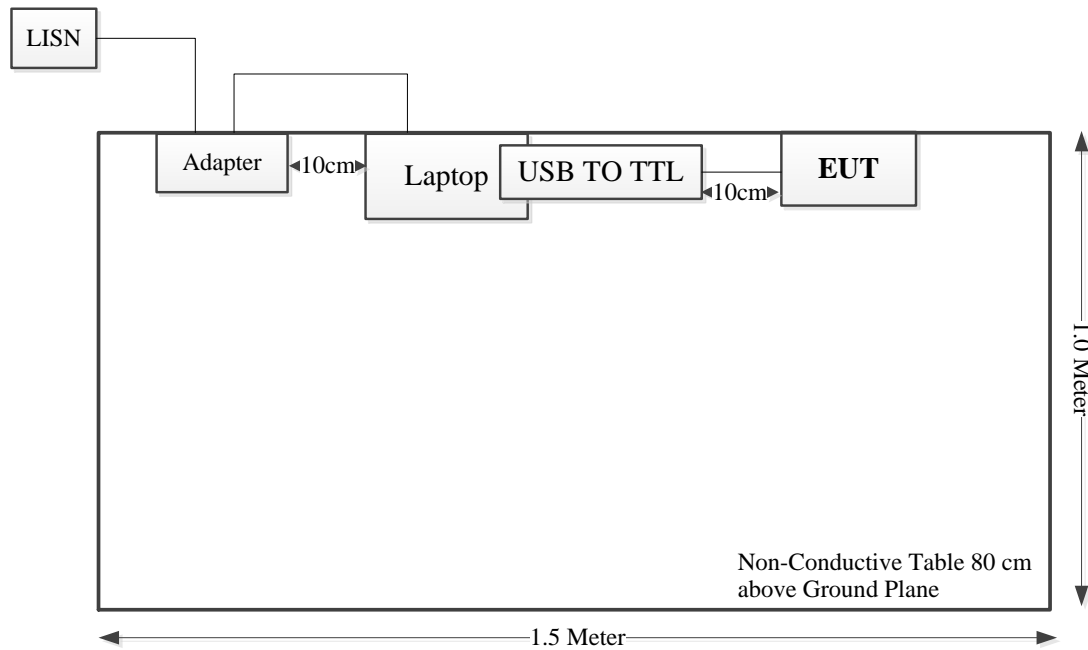 LISN
Adapter
10cm
Laptop
USB TO TTL
10cm
EUT
1.0 Meter
Non-Conductive Table 80 cm
above Ground Plane
1.5 Meter